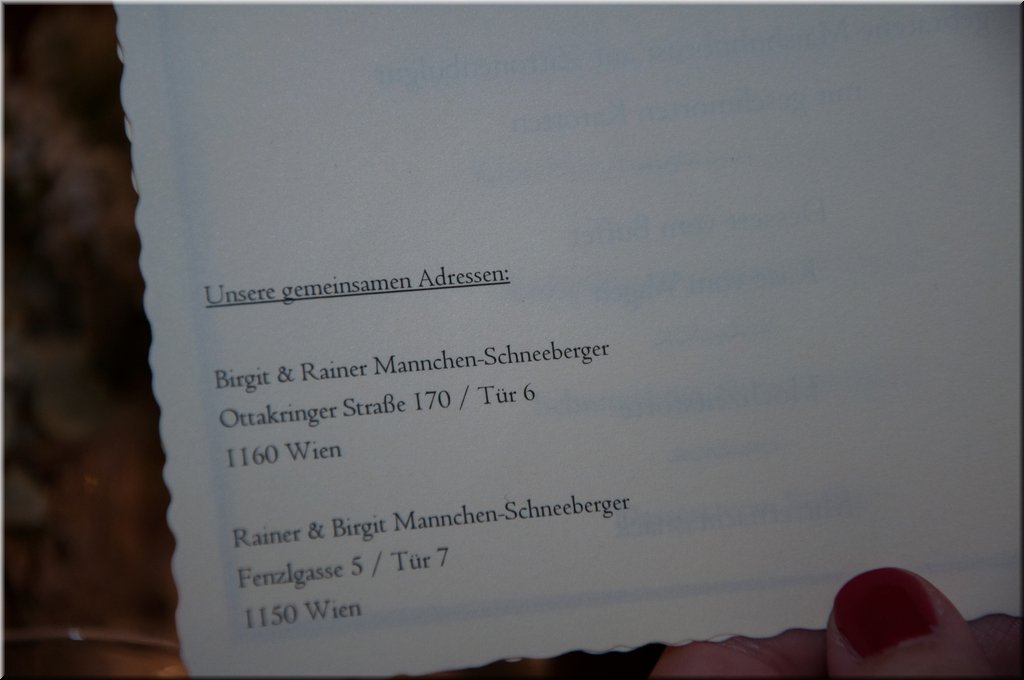 Unsere gemeinsamen Adressen:
Birgit & Rainer Mannchen-Schneeberger
Ottakringer Straße 170 / Tür 6
1160 Wien
Rainer & Birgit Mannchen-Schneeberger
Fenzlgasse 5 / Tür 7
1150 Wien